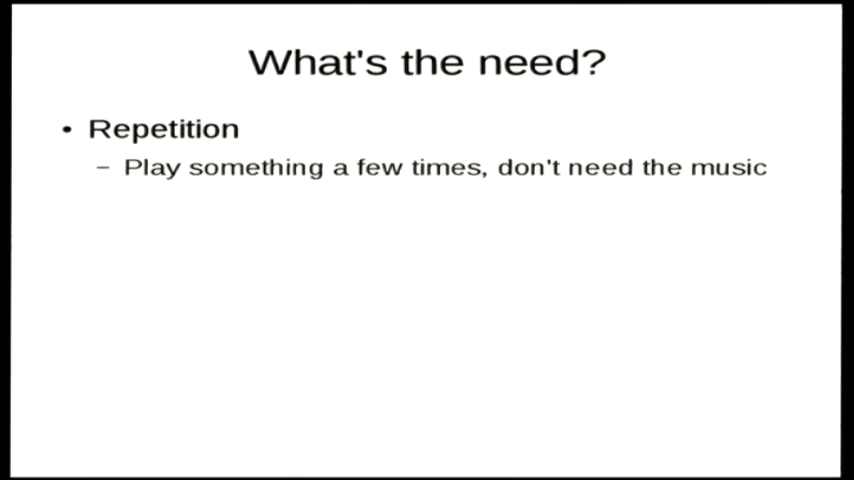 What's the need?
• Repetition
– Play something a few times, don't need the music